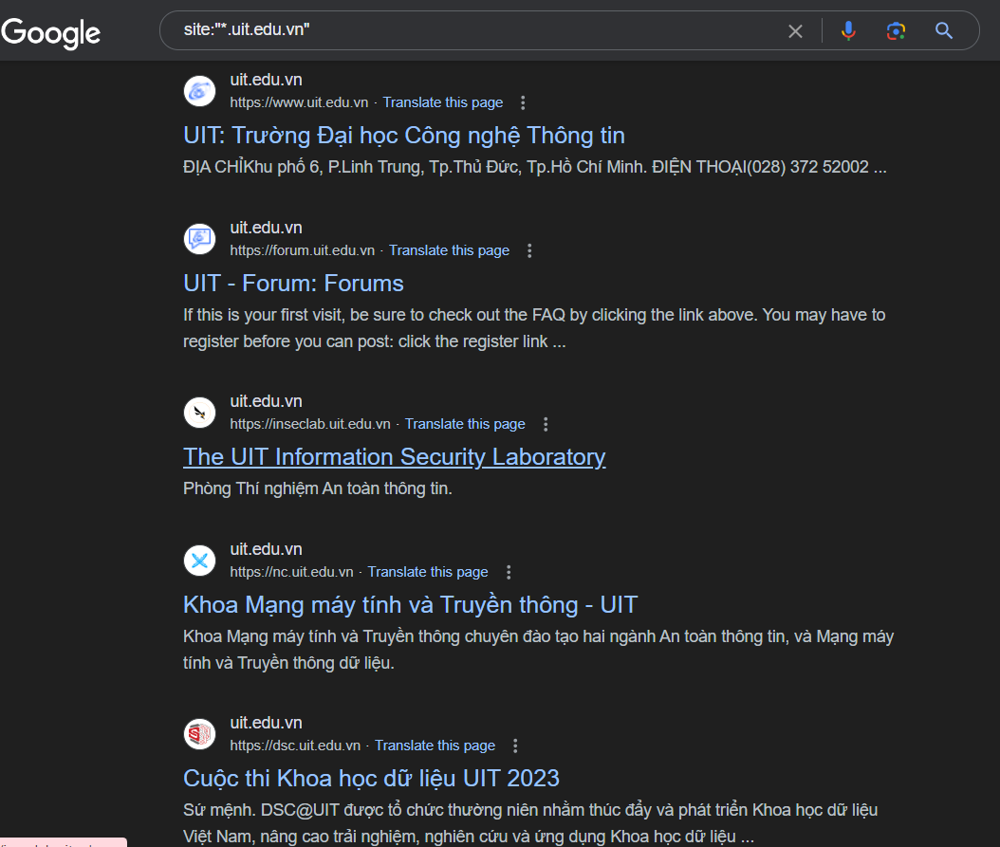 Google
site:"*.uit.edu.vn"
uit.edu.vn
https://www.uit.edu.vn · Translate this page
UIT: Trường Đại học Công nghệ Thông tin
ĐỊA CHỈKhu phố 6, P.Linh Trung, Tp.Thủ Đức, Tp.Hồ Chí Minh. ĐIỆN THOẠI(028) 372 52002 ...
uit.edu.vn
https://forum.uit.edu.vn · Translate this page
UIT - Forum: Forums
If this is your first visit, be sure to check out the FAQ by clicking the link above. You may have to
register before you can post: click the register link ...
uit.edu.vn
https://inseclab.uit.edu.vn · Translate this page
The UIT Information Security Laboratory
Phòng Thí nghiệm An toàn thông tin.
uit.edu.vn
https://nc.uit.edu.vn · Translate this page
Khoa Mạng máy tính và Truyền thông - UIT
Khoa Mạng máy tính và Truyền thông chuyên đào tạo hai ngành An toàn thông tin, và Mạng máy
tính và Truyền thông dữ liệu.
uit.edu.vn
https://dsc.uit.edu.vn · Translate this page
Cuộc thi Khoa học dữ liệu UIT 2023
Sứ mệnh. DSC@UIT được tổ chức thường niên nhằm thúc đẩy và phát triển Khoa học dữ liệu
Việt Nam, nâng cao trải nghiệm, nghiên cứu và ứng dụng Khoa học dữ liệu ...